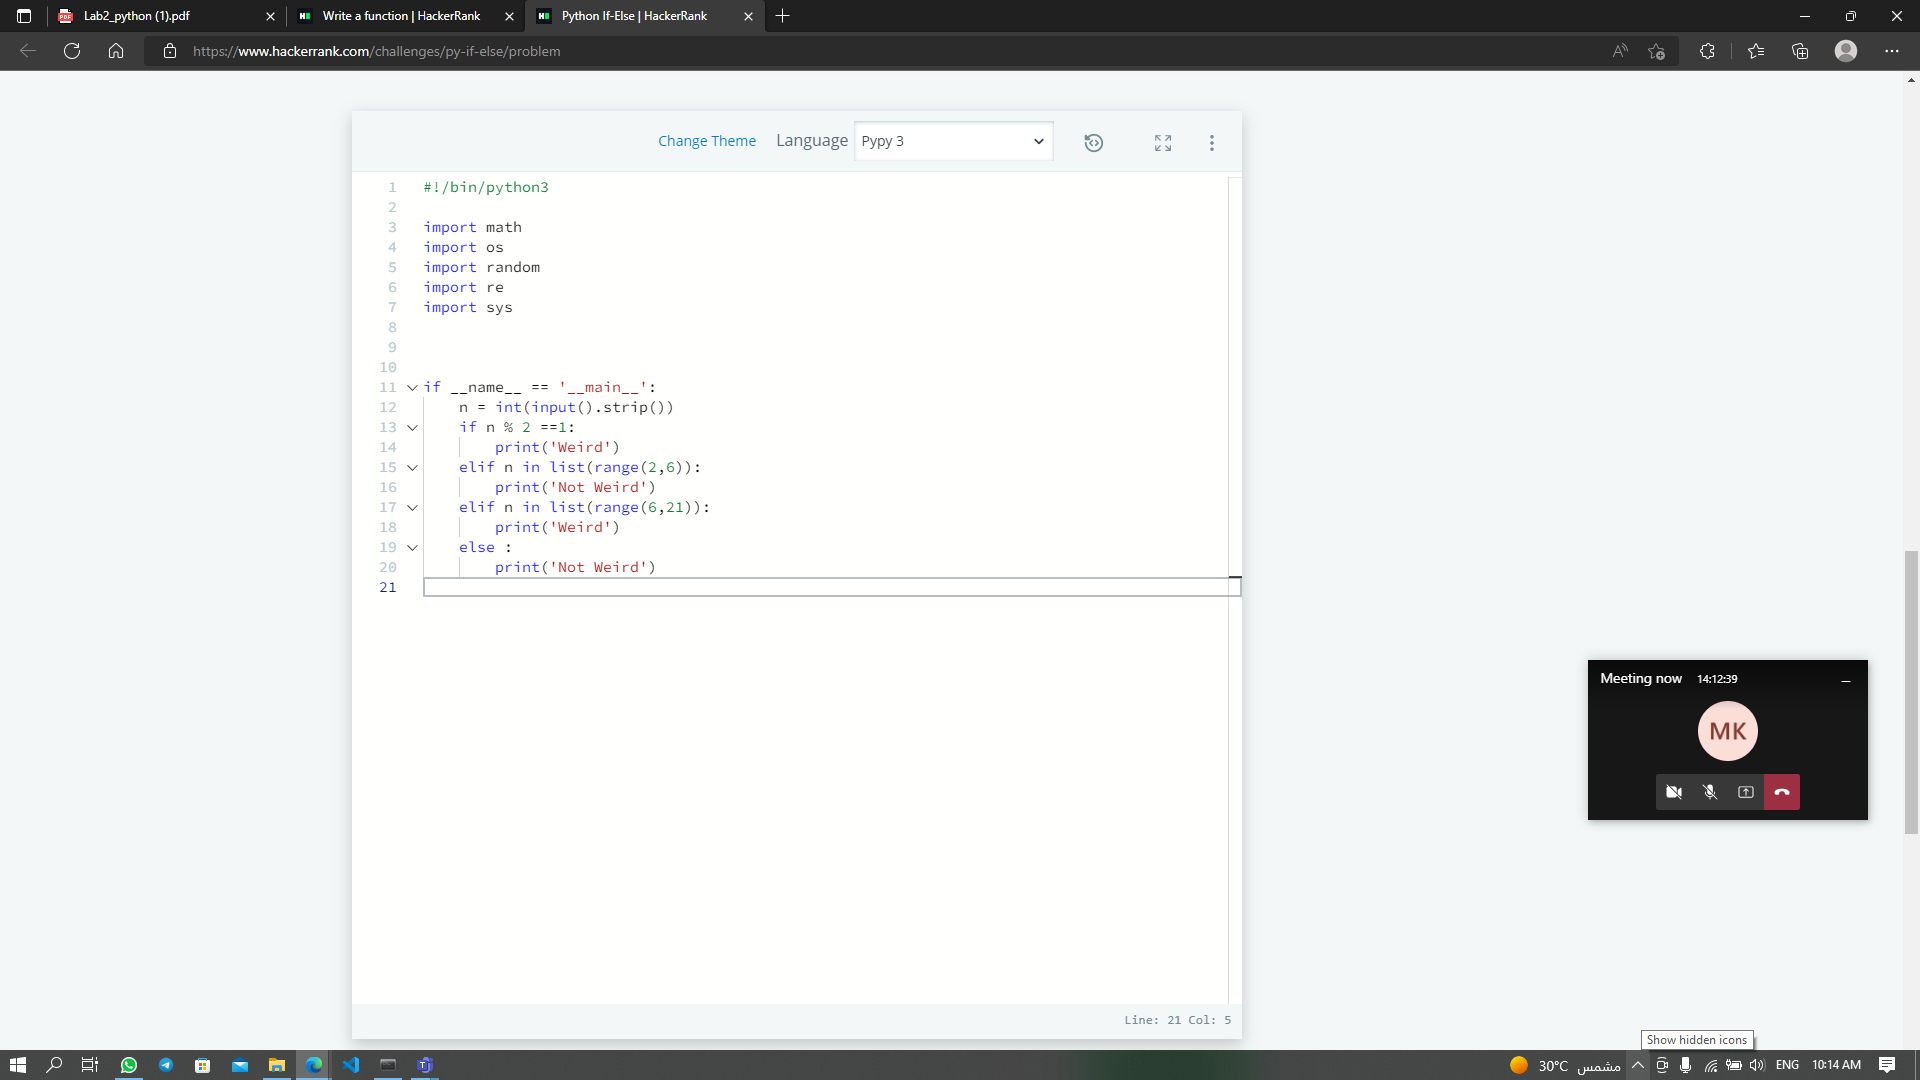 Lab2_python (1).pdf
Write a function | HackerRank
Python If-Else | HackerRank
https://www.hackerrank.com/challenges/py-if-else/problem
Change Theme Language Pypy 3
1 #!/bin/python3
2
3 import math
4 import os
5 import random
6 import re
7 import sys
8
9
10
11 if __name__ == '__main__':
12 n = int(input().strip())
13 if n % 2 ==1:
14 print('Weird')
15 elif n in list(range(2,6)):
16 print('Not Weird')
17 elif n in list(range(6,21)):
18 print('Weird')
19 else :
20 print('Not Weird')
21
Meeting now 14:12:39
MK
Line: 21 Col: 5
Show hidden icons
30°C مشمس ENG 10:14 AM